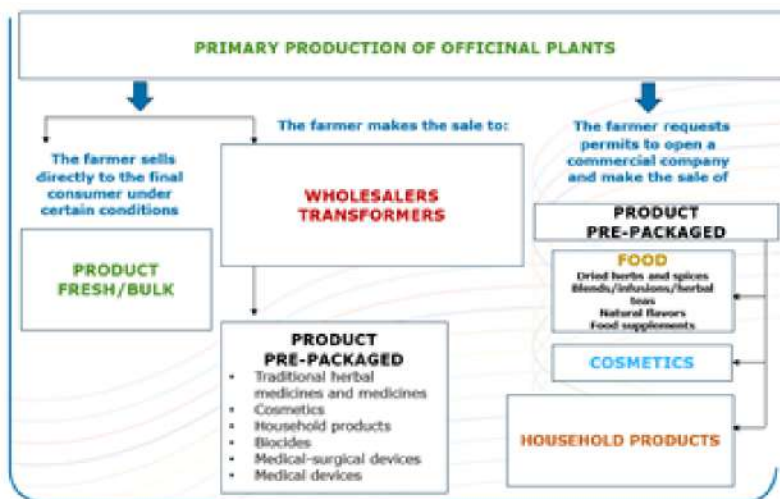 PRIMARY PRODUCTION OF OFFICINAL PLANTS
The farmer sells
directly to the final
consumer under
certain conditions
PRODUCT
FRESH/BULK
The farmer makes the sale to:
WHOLESALERS
TRANSFORMERS
PRODUCT
PRE-PACKAGED
• Traditional herbal
medicines and medicines
• Cosmetics
• Household products
• Biocides
• Medical-surgical devices
• Medical devices
The farmer requests
permits to open a
commercial company
and make the sale of
PRODUCT
PRE-PACKAGED
FOOD
Dried herbs and spices
Blends/infusions/herbal
teas
Natural flavors
Food supplements
COSMETICS
HOUSEHOLD PRODUCTS